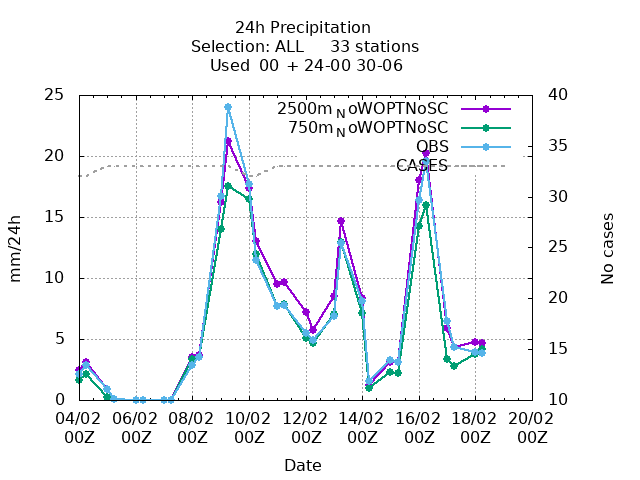 24h Precipitation
Selection: ALL 33 stations
Used 00 + 24-00 30-06
2500m NoWOPTNoSC
750m NoWOPTNoSC
OBS
CASES
25
20
15
10
5
0
mm/24h
40
35
30
25
20
15
10
No cases
04/02 06/02 08/02 10/02 12/02 14/02 16/02 18/02 20/02
00Z 00Z 00Z 00Z 00Z 00Z 00Z 00Z 00Z
Date